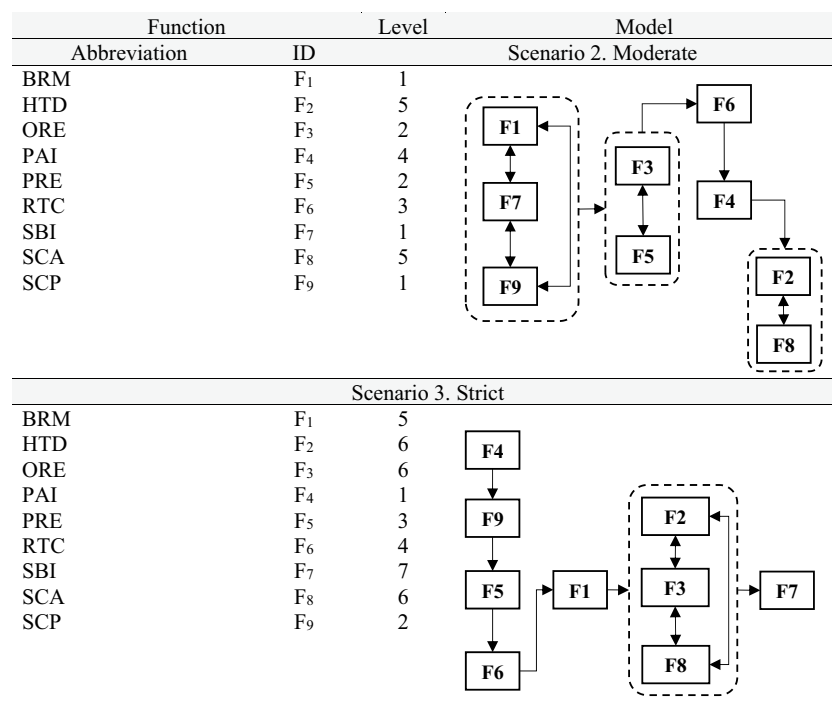 Function Level Model
Abbreviation ID Scenario 2. Moderate
BRM F₁ 1
HTD F₂ 5
ORE F₃ 2
PAI F₄ 4
PRE F₅ 2
RTC F₆ 3
SBI F₇ 1
SCA F₈ 5
SCP F₉ 1
F6
F1
F3
F7
F4
F5
F9
F2
F8
Scenario 3. Strict
BRM F₁ 5
HTD F₂ 6
ORE F₃ 6
PAI F₄ 1
PRE F₅ 3
RTC F₆ 4
SBI F₇ 7
SCA F₈ 6
SCP F₉ 2
F4
F9
F5
F6
F1
F2
F3
F8
F7